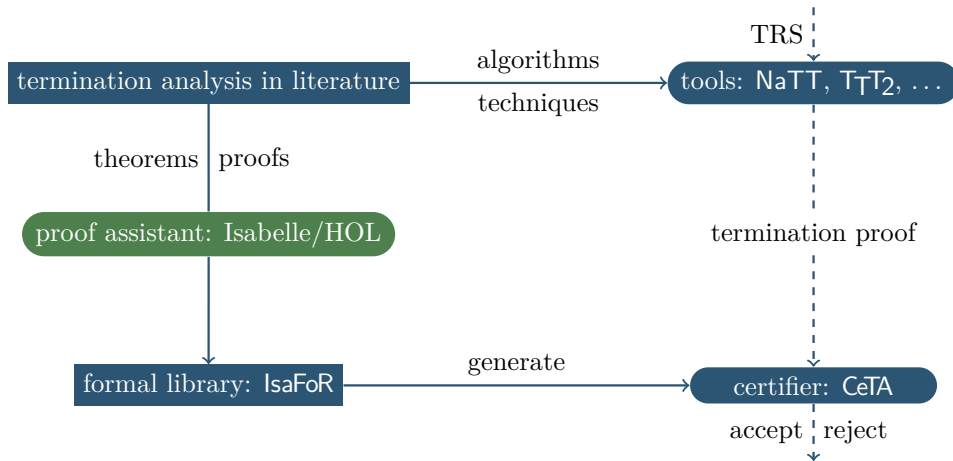 TRS
termination analysis in literature
algorithms
techniques
tools: NaTT, TTT2, ...
theorems proofs
proof assistant: Isabelle/HOL
termination proof
formal library: IsaFoR
generate
certifier: CeTA
accept reject